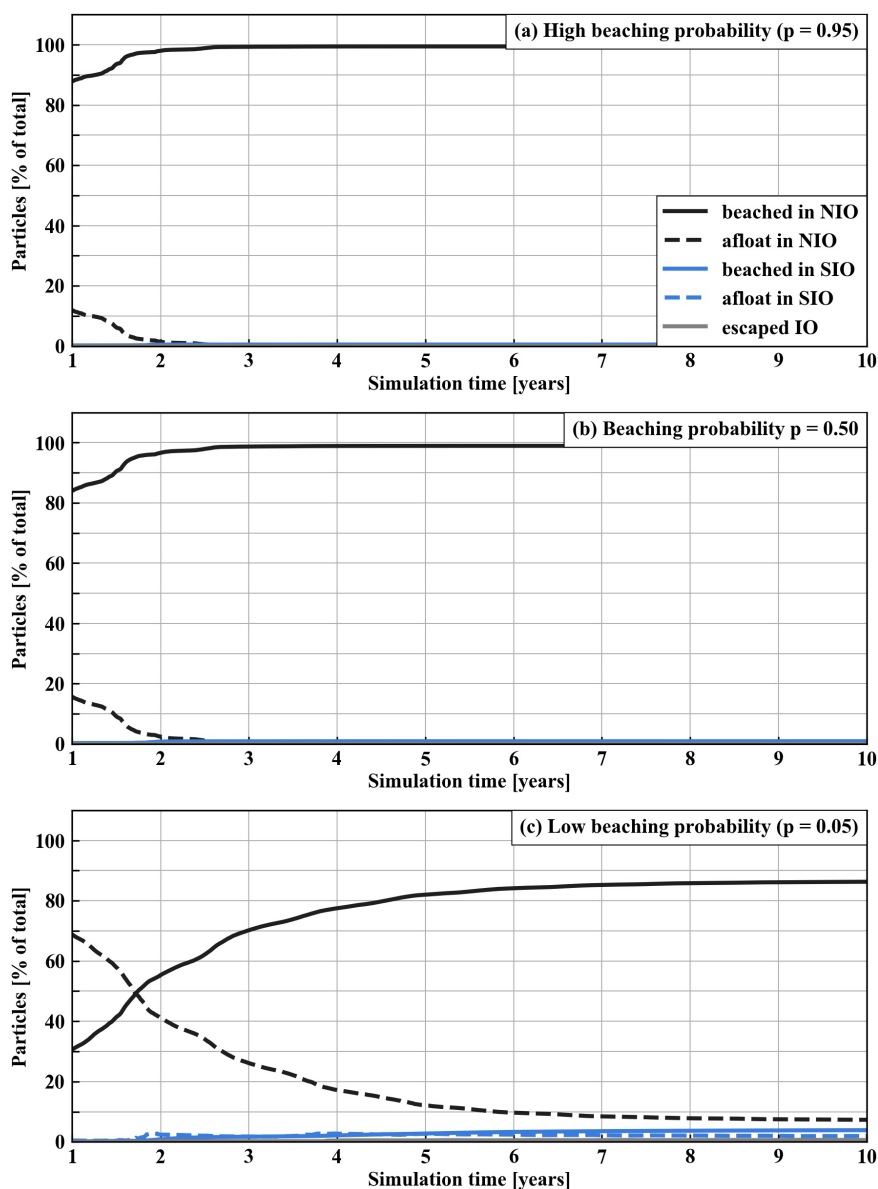 (a) High beaching probability (p = 0.95)
Particles [% of total]
100
80
60
40
20
0
beached in NIO
afloat in NIO
beached in SIO
afloat in SIO
escaped IO
1 2 3 4 5 6 7 8 9 10
Simulation time [years]
(b) Beaching probability p = 0.50
Particles [% of total]
100
80
60
40
20
0
1 2 3 4 5 6 7 8 9 10
Simulation time [years]
(c) Low beaching probability (p = 0.05)
Particles [% of total]
100
80
60
40
20
0
1 2 3 4 5 6 7 8 9 10
Simulation time [years]